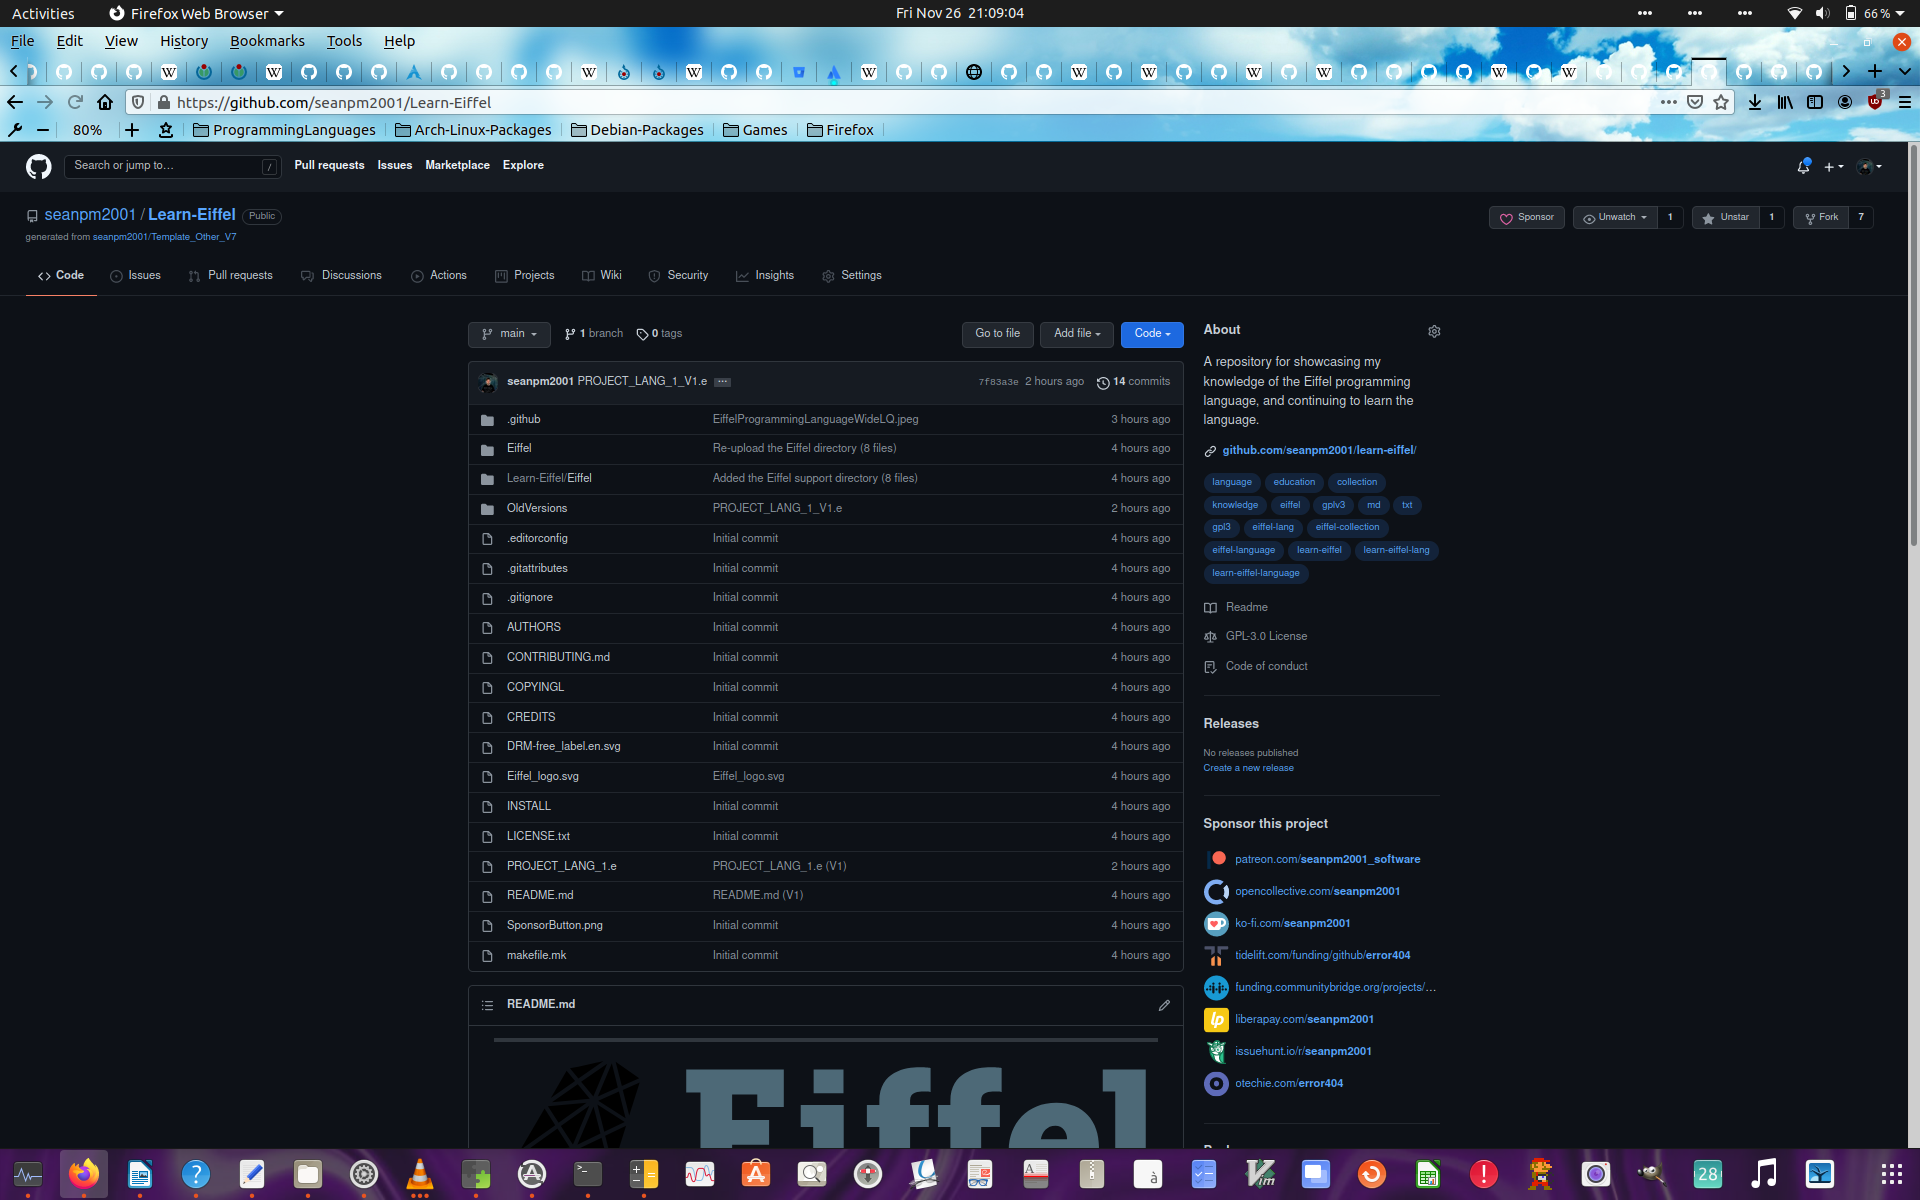 Activities Firefox Web Browser Fri Nov 26 21:09:04 66 %
File Edit View History Bookmarks Tools Help
https://github.com/seanpm2001/Learn-Eiffel 3
80% ProgrammingLanguages Arch-Linux-Packages Debian-Packages Games Firefox
Search or jump to... / Pull requests Issues Marketplace Explore
seanpm2001 / Learn-Eiffel Public Sponsor Unwatch 1 Unstar 1 Fork 7
generated from seanpm2001/Template_Other_V7
Code Issues Pull requests Discussions Actions Projects Wiki Security Insights Settings
main 1 branch 0 tags Go to file Add file Code
seanpm2001 PROJECT_LANG_1_V1.e ... 7f83a3e 2 hours ago 14 commits
.github EiffelProgrammingLanguageWideLQ.jpeg 3 hours ago
Eiffel Re-upload the Eiffel directory (8 files) 4 hours ago
Learn-Eiffel/Eiffel Added the Eiffel support directory (8 files) 4 hours ago
OldVersions PROJECT_LANG_1_V1.e 2 hours ago
.editorconfig Initial commit 4 hours ago
.gitattributes Initial commit 4 hours ago
.gitignore Initial commit 4 hours ago
AUTHORS Initial commit 4 hours ago
CONTRIBUTING.md Initial commit 4 hours ago
COPYINGL Initial commit 4 hours ago
CREDITS Initial commit 4 hours ago
DRM-free_label.en.svg Initial commit 4 hours ago
Eiffel_logo.svg Eiffel_logo.svg 4 hours ago
INSTALL Initial commit 4 hours ago
LICENSE.txt Initial commit 4 hours ago
PROJECT_LANG_1.e PROJECT_LANG_1.e (V1) 2 hours ago
README.md README.md (V1) 4 hours ago
SponsorButton.png Initial commit 4 hours ago
makefile.mk Initial commit 4 hours ago
README.md
Eiffel
About
A repository for showcasing my
knowledge of the Eiffel programming
language, and continuing to learn the
language.
github.com/seanpm2001/learn-eiffel/
language education collection
knowledge eiffel gplv3 md txt
gpl3 eiffel-lang eiffel-collection
eiffel-language learn-eiffel learn-eiffel-lang
learn-eiffel-language
Readme
GPL-3.0 License
Code of conduct
Releases
No releases published
Create a new release
Sponsor this project
patreon.com/seanpm2001_software
opencollective.com/seanpm2001
ko-fi.com/seanpm2001
tidelift.com/funding/github/error404
funding.communitybridge.org/projects/...
liberapay.com/seanpm2001
issuehunt.io/r/seanpm2001
otechie.com/error404
28